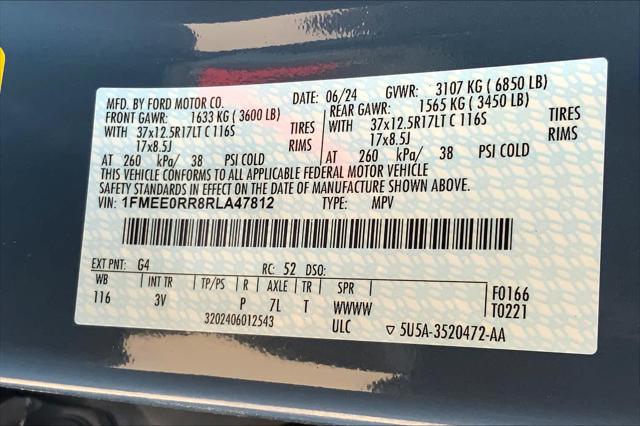 MFD. BY FORD MOTOR CO. DATE: 06/24 GVWR: 3107 KG ( 6850 LB)
FRONT GAWR: 1633 KG ( 3600 LB) REAR GAWR: 1565 KG ( 3450 LB)
WITH 37x12.5R17LT C 116S TIRES WITH 37x12.5R17LT C 116S TIRES
17x8.5J RIMS 17x8.5J RIMS
AT 260 kPa/ 38 PSI COLD AT 260 kPa/ 38 PSI COLD
THIS VEHICLE CONFORMS TO ALL APPLICABLE FEDERAL MOTOR VEHICLE
SAFETY STANDARDS IN EFFECT ON THE DATE OF MANUFACTURE SHOWN ABOVE.
VIN: 1FMEE0RR8RLA47812 TYPE: MPV
EXT PNT: G4 RC: 52 DSO:
WB INT TR TP/PS R AXLE TR SPR F0166
116 3V P 7L T WWWW T0221
3202406012543 ULC ▽ 5U5A-3520472-AA